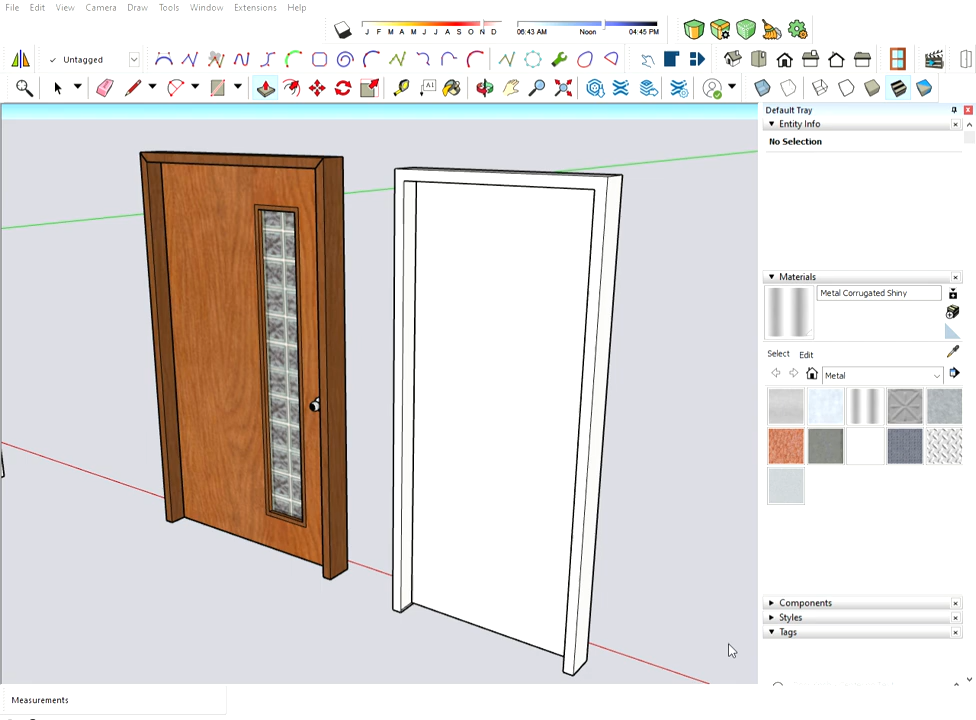 File Edit View Camera Draw Tools Window Extensions Help
J F M A M J J A S O N D
06:43 AM Noon 04:45 PM
Untagged
A1
Default Tray
Entity Info
No Selection
Materials
Metal Corrugated Shiny
Select Edit
Metal
Components
Styles
Tags
Measurements